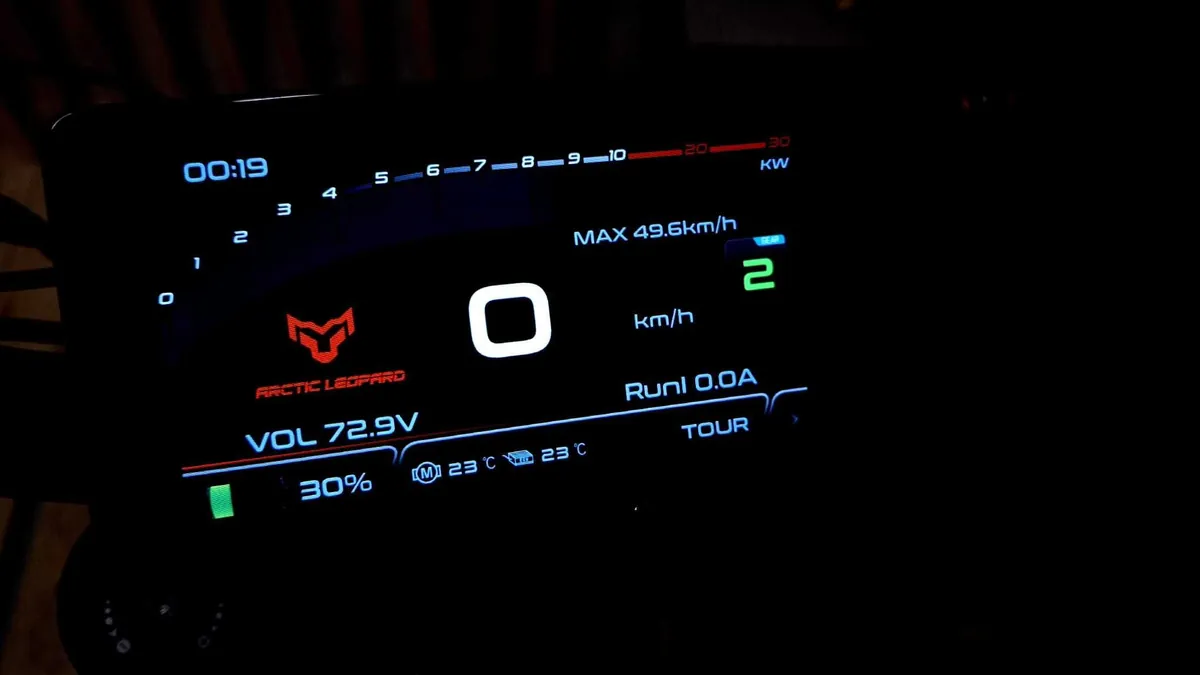 00:19
0 1 2 3 4 5 6 7 8 9 10 20 30
KW
MAX 49.6km/h
GEAR
2
0
km/h
ARCTIC LEOPARD
RunI 0.0A
VOL 72.9V
TOUR
M 23 °C 23 °C
30%